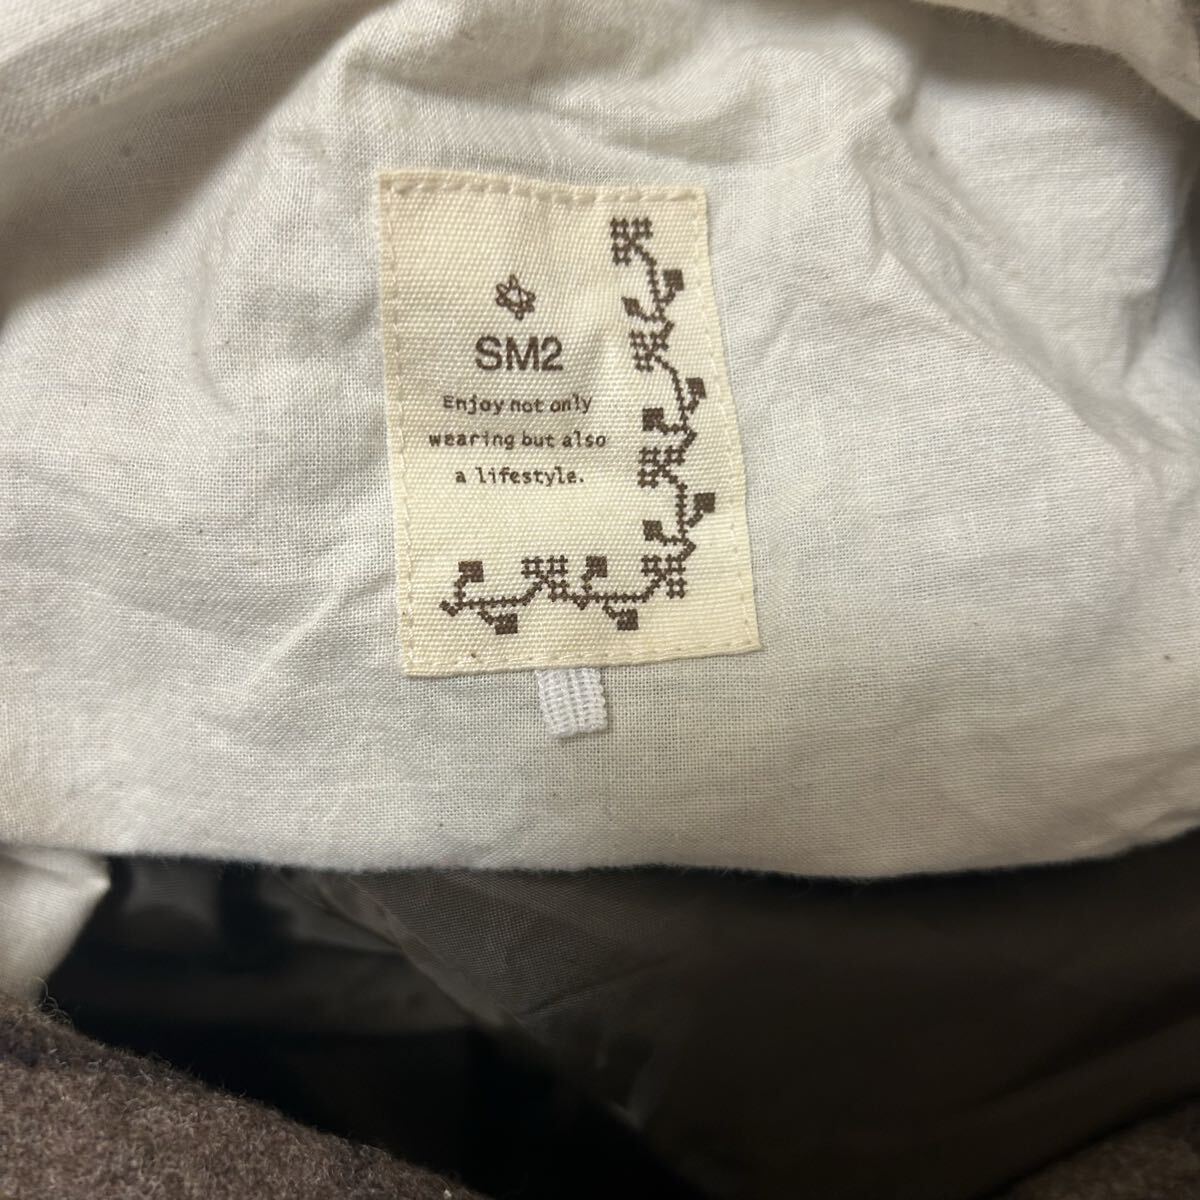 SM2
Enjoy not only
wearing but also
a lifestyle.